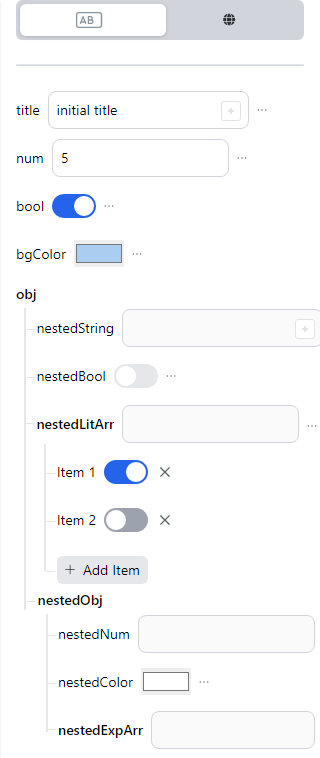 AB
title initial title ...
num 5 ...
bool ...
bgColor ...
obj
nestedString
nestedBool ...
nestedLitArr ...
Item 1 ×
Item 2 ×
+ Add Item
nestedObj
nestedNum
nestedColor ...
nestedExpArr